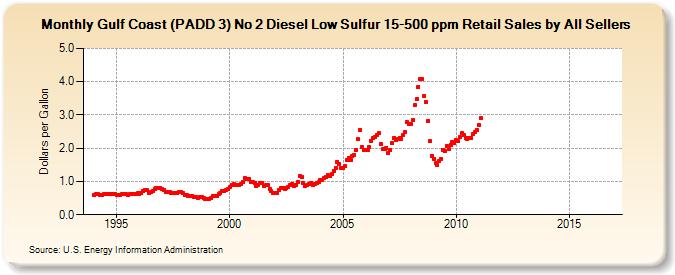 Monthly Gulf Coast (PADD 3) No 2 Diesel Low Sulfur 15-500 ppm Retail Sales by All Sellers
Dollars per Gallon
5.0
4.0
3.0
2.0
1.0
0.0
1995 2000 2005 2010 2015
Source: U.S. Energy Information Administration